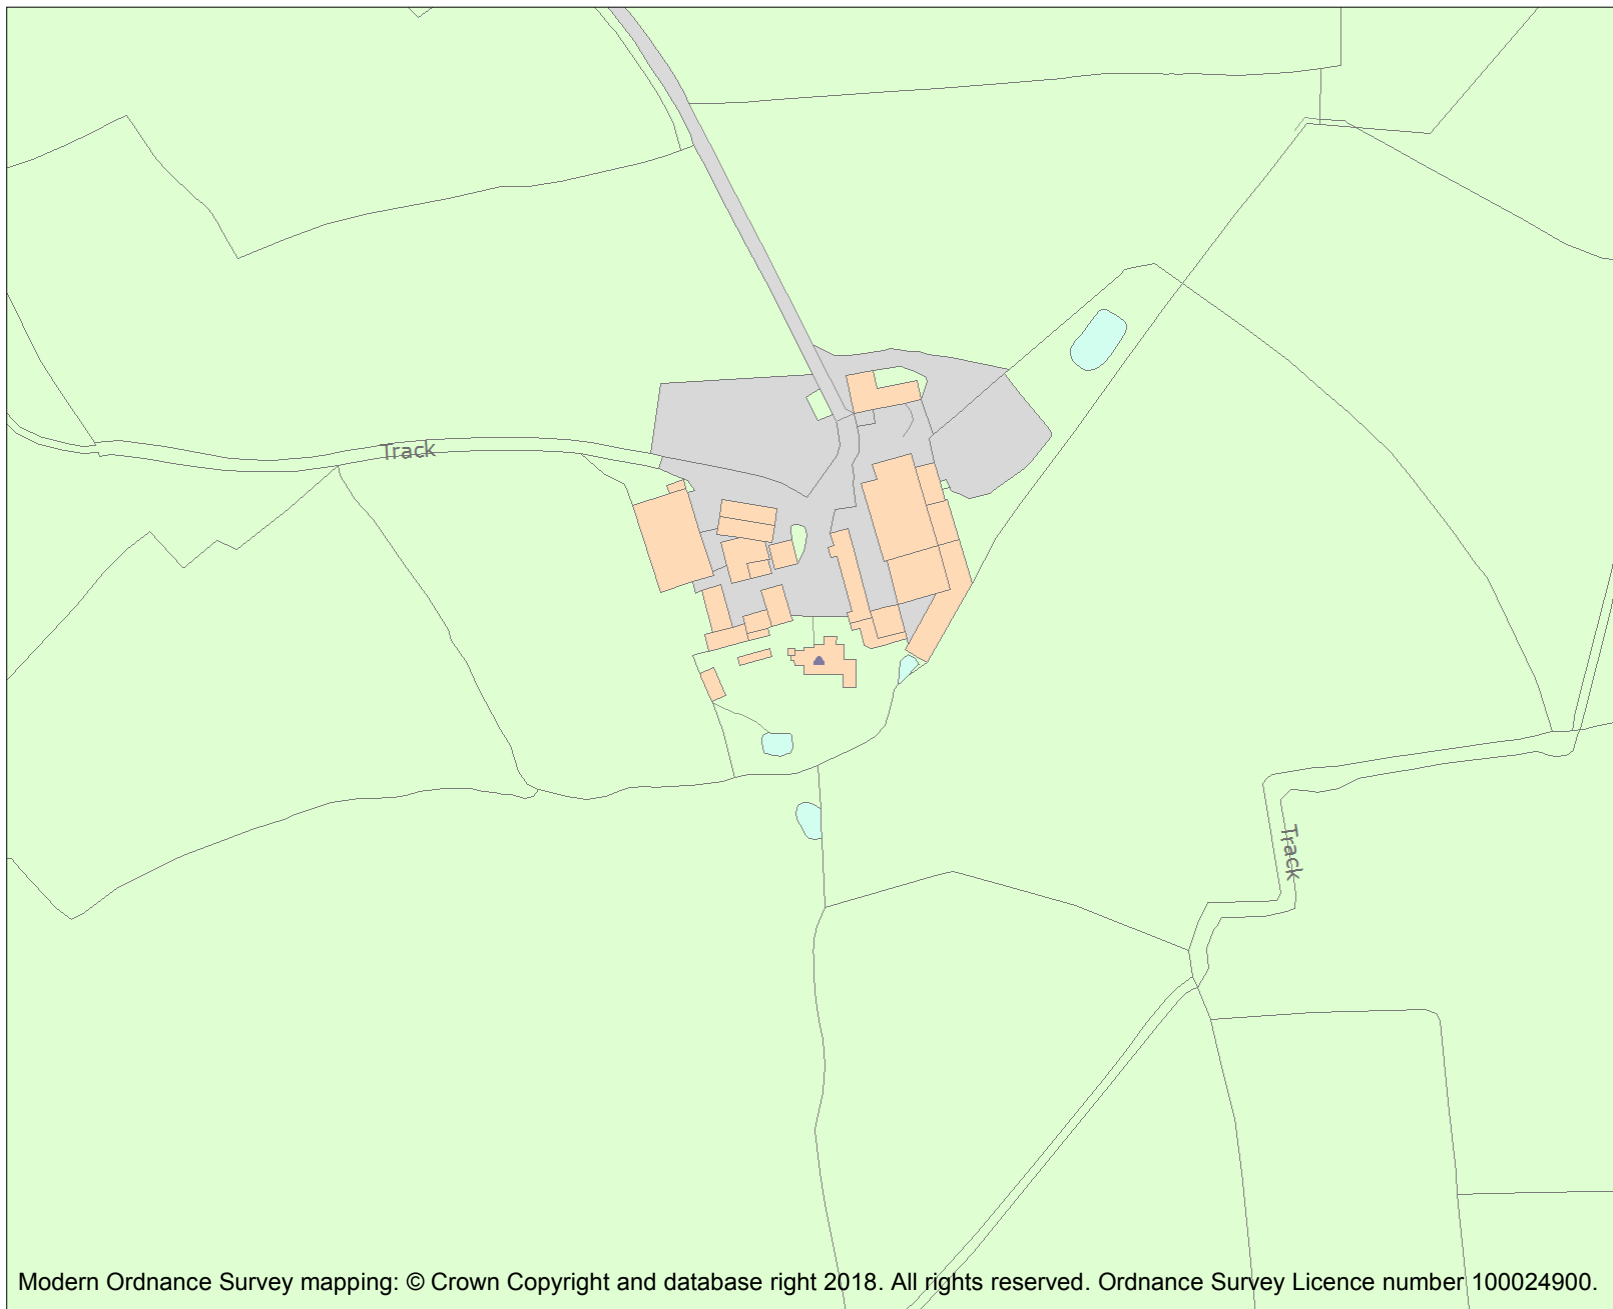 Track
Track
Modern Ordnance Survey mapping: © Crown Copyright and database right 2018. All rights reserved. Ordnance Survey Licence number 100024900.